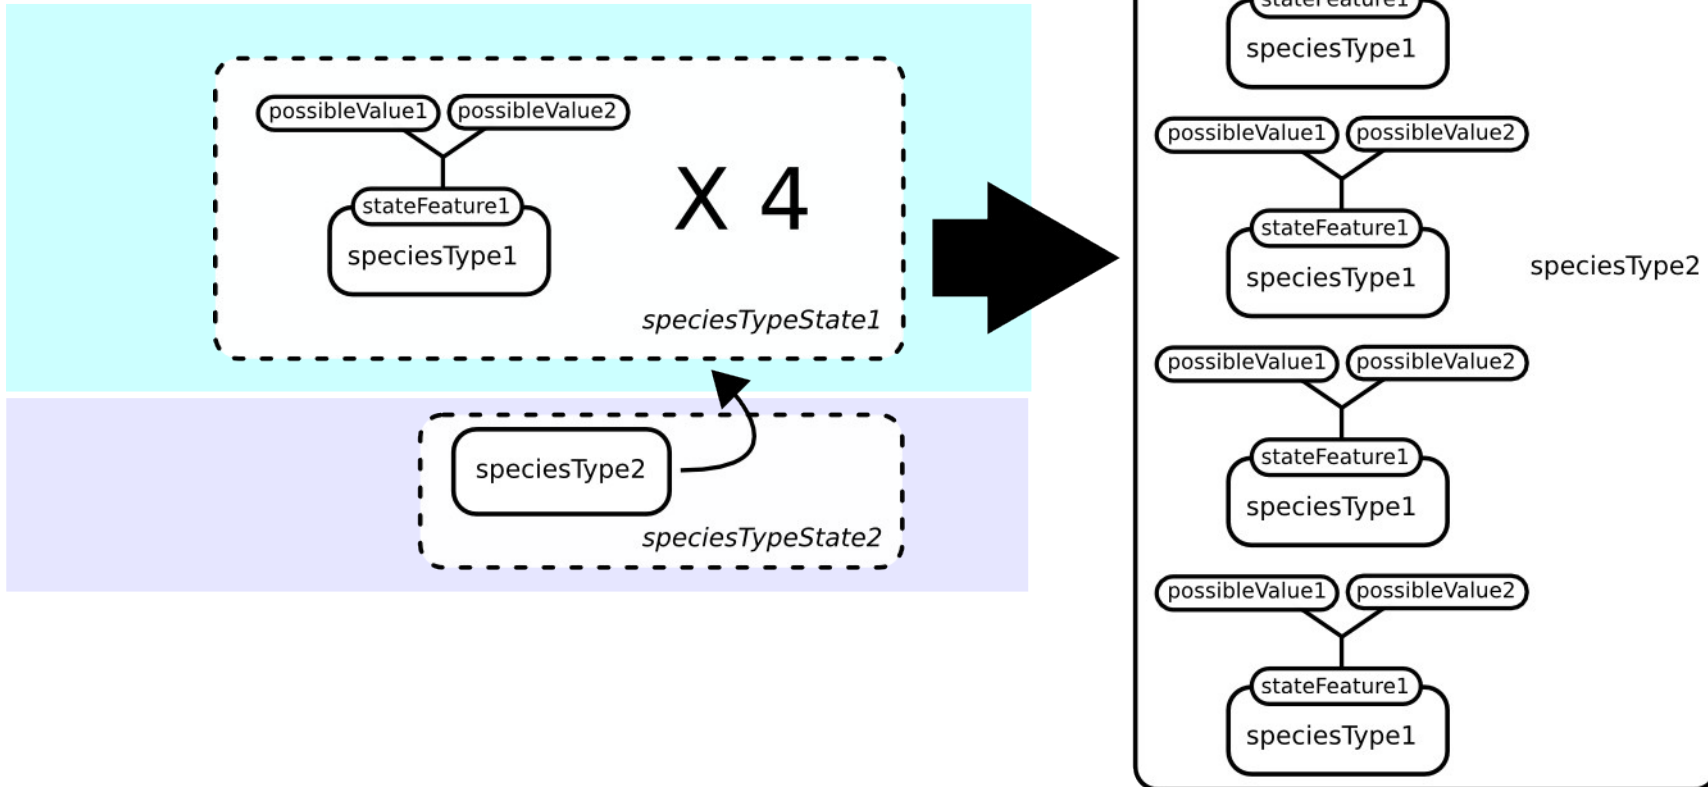 possibleValue1 possibleValue2
stateFeature1
speciesType1
X 4
speciesTypeState1
speciesType2
speciesTypeState2
stateFeature1
speciesType1
possibleValue1 possibleValue2
stateFeature1
speciesType1
speciesType2
possibleValue1 possibleValue2
stateFeature1
speciesType1
possibleValue1 possibleValue2
stateFeature1
speciesType1